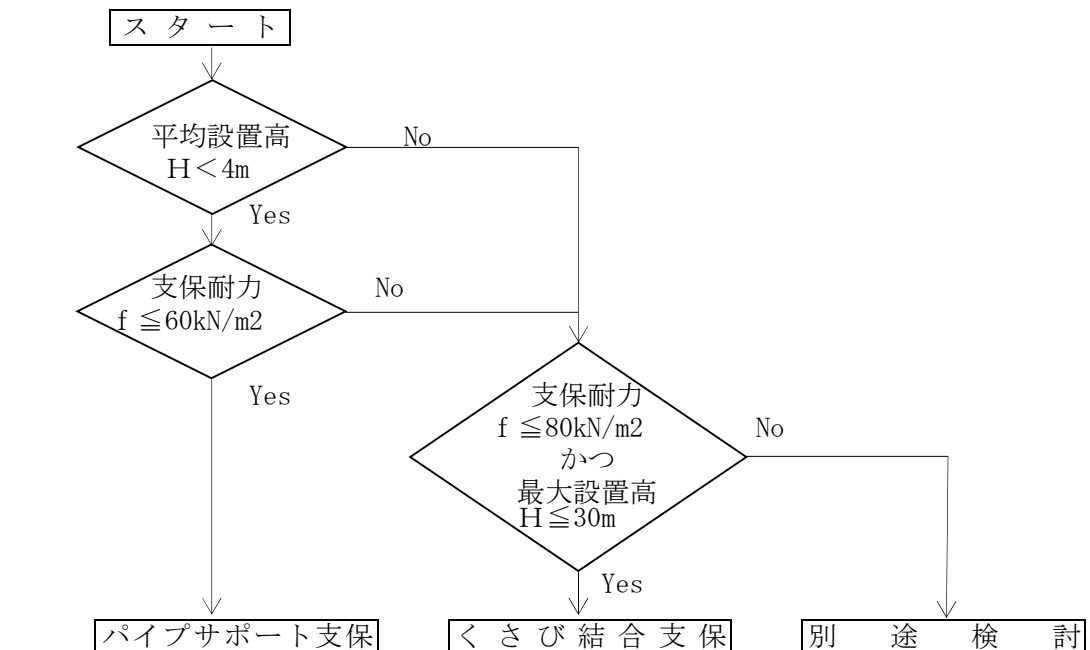 スタート
平均設置高
H＜4m
No
Yes
支保耐力
f ≦60kN/m2
No
Yes
支保耐力
f ≦80kN/m2
かつ
最大設置高
H≦30m
No
Yes
パイプサポート支保
くさび結合支保
別途検討